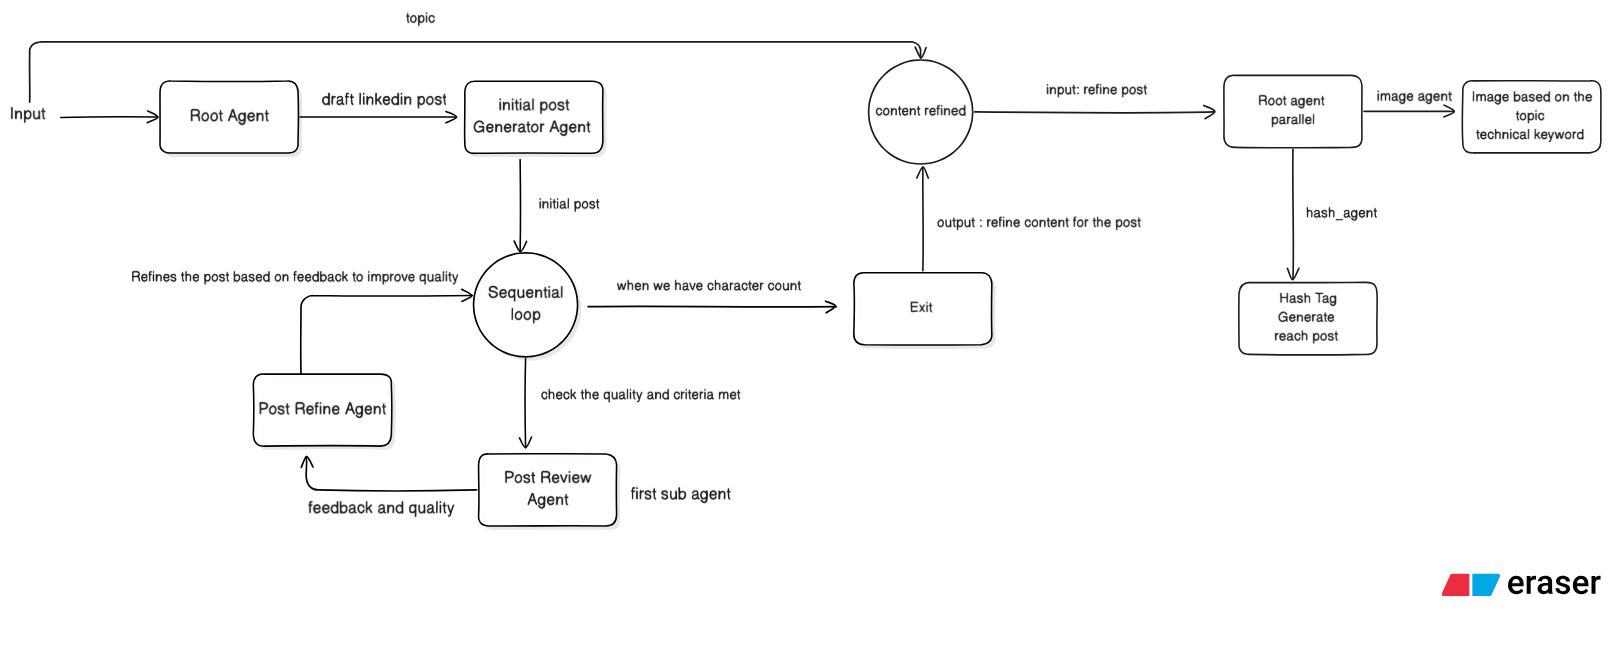 topic
Input
Root Agent
draft linkedin post
initial post
Generator Agent
content refined
input: refine post
Root agent
parallel
image agent
Image based on the
topic
technical keyword
initial post
output : refine content for the post
hash_agent
Refines the post based on feedback to improve quality
Sequential
loop
when we have character count
Exit
Hash Tag
Generate
reach post
Post Refine Agent
check the quality and criteria met
Post Review
Agent
first sub agent
feedback and quality
eraser